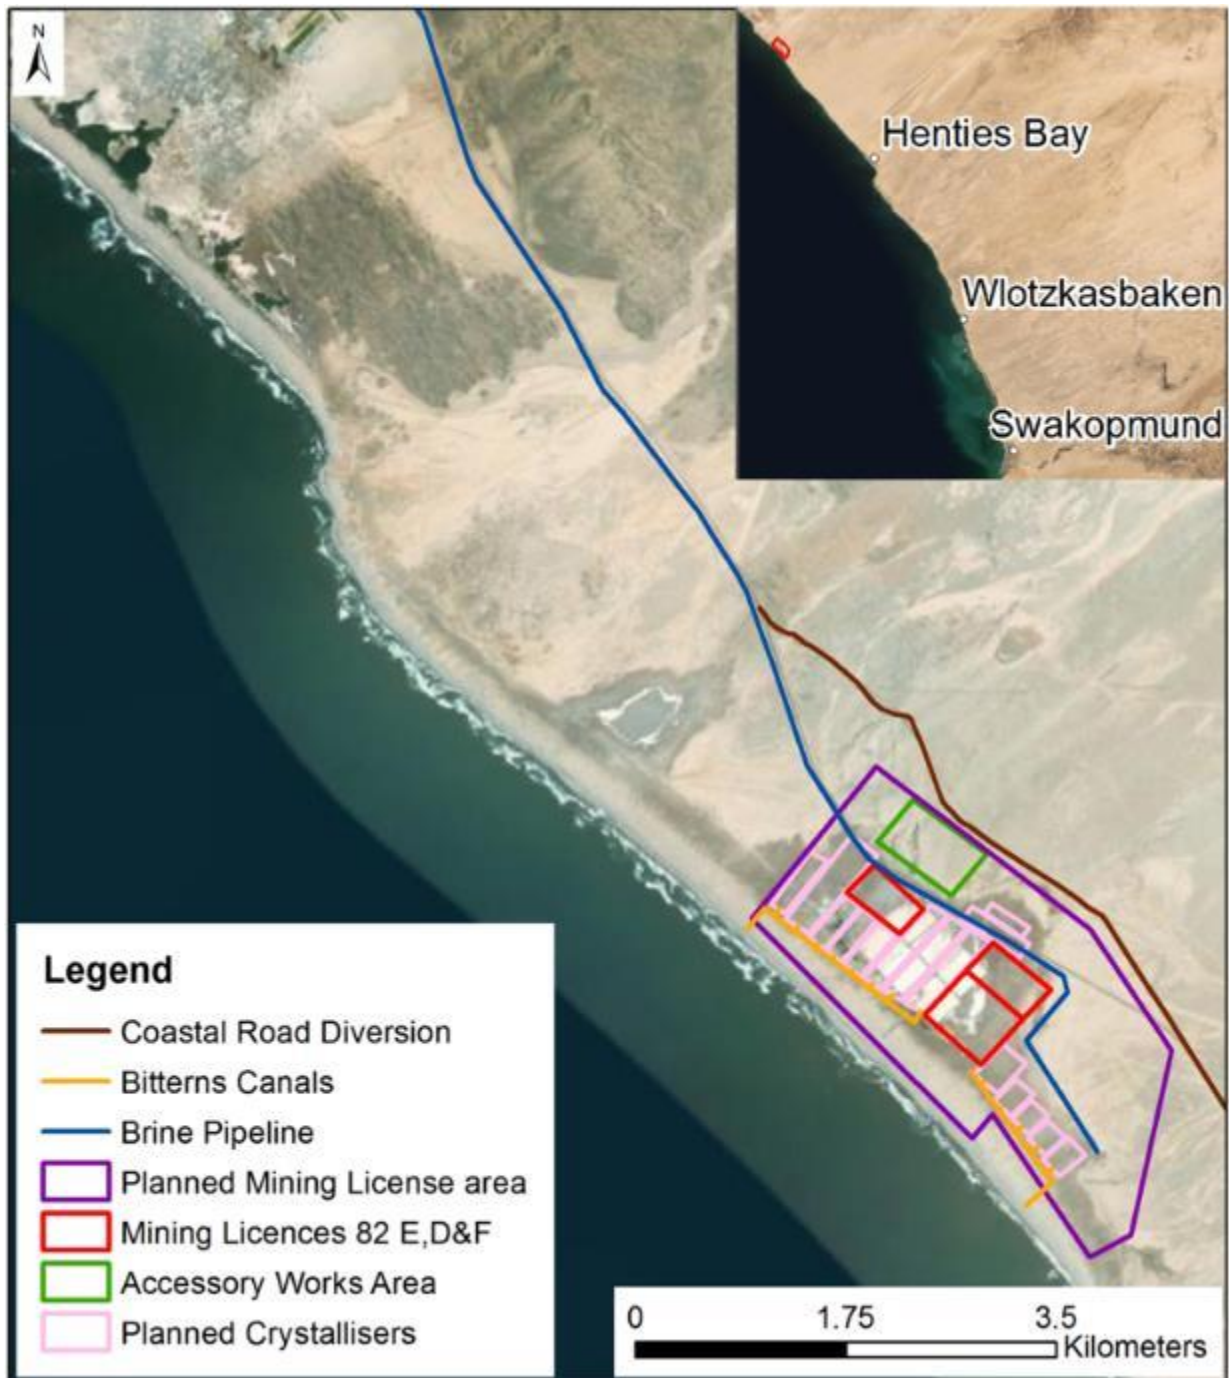 N
Henties Bay
Wlotzkasbaken
Swakopmund
Legend
Coastal Road Diversion
Bitterns Canals
Brine Pipeline
Planned Mining License area
Mining Licences 82 E,D&F
Accessory Works Area
Planned Crystallisers
0 1.75 3.5
Kilometers